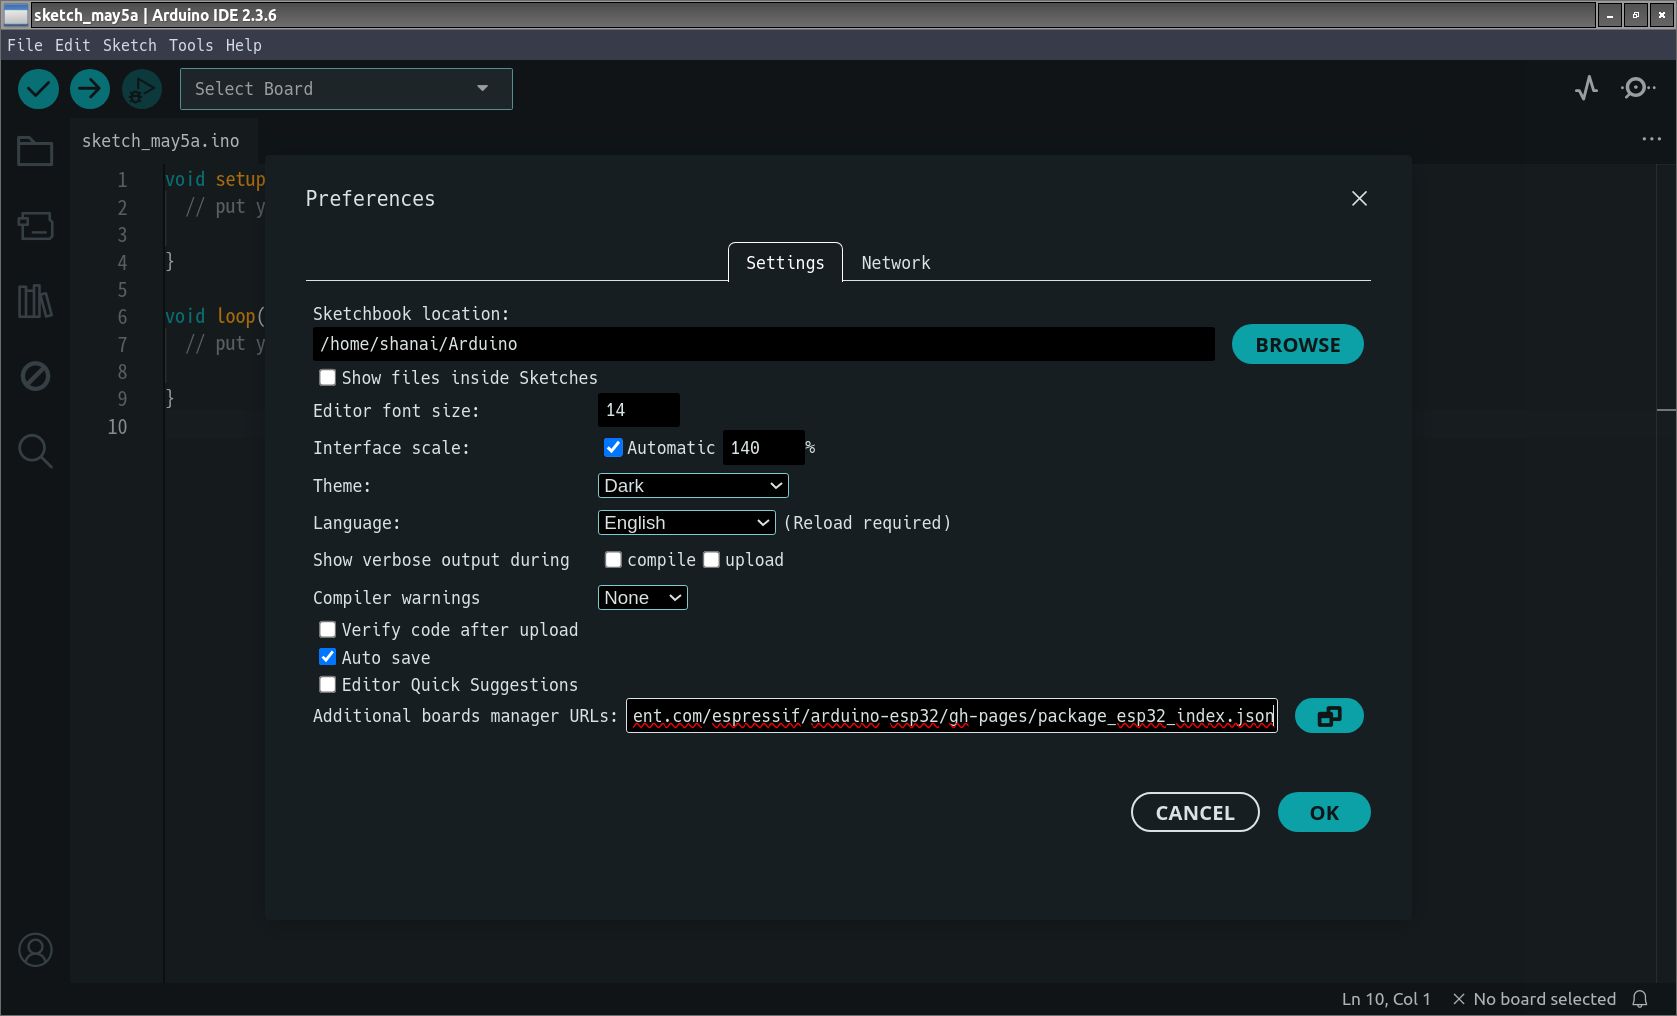 sketch_may5a | Arduino IDE 2.3.6
File Edit Sketch Tools Help
Select Board
sketch_may5a.ino
1 void setup
2 // put y
3
4 }
5
6 void loop(
7 // put y
8
9 }
10
Preferences
Settings Network
Sketchbook location:
/home/shanai/Arduino BROWSE
Show files inside Sketches
Editor font size: 14
Interface scale: Automatic 140 %
Theme: Dark
Language: English (Reload required)
Show verbose output during compile upload
Compiler warnings None
Verify code after upload
Auto save
Editor Quick Suggestions
Additional boards manager URLs: ent.com/espressif/arduino-esp32/gh-pages/package_esp32_index.json
CANCEL OK
Ln 10, Col 1 No board selected